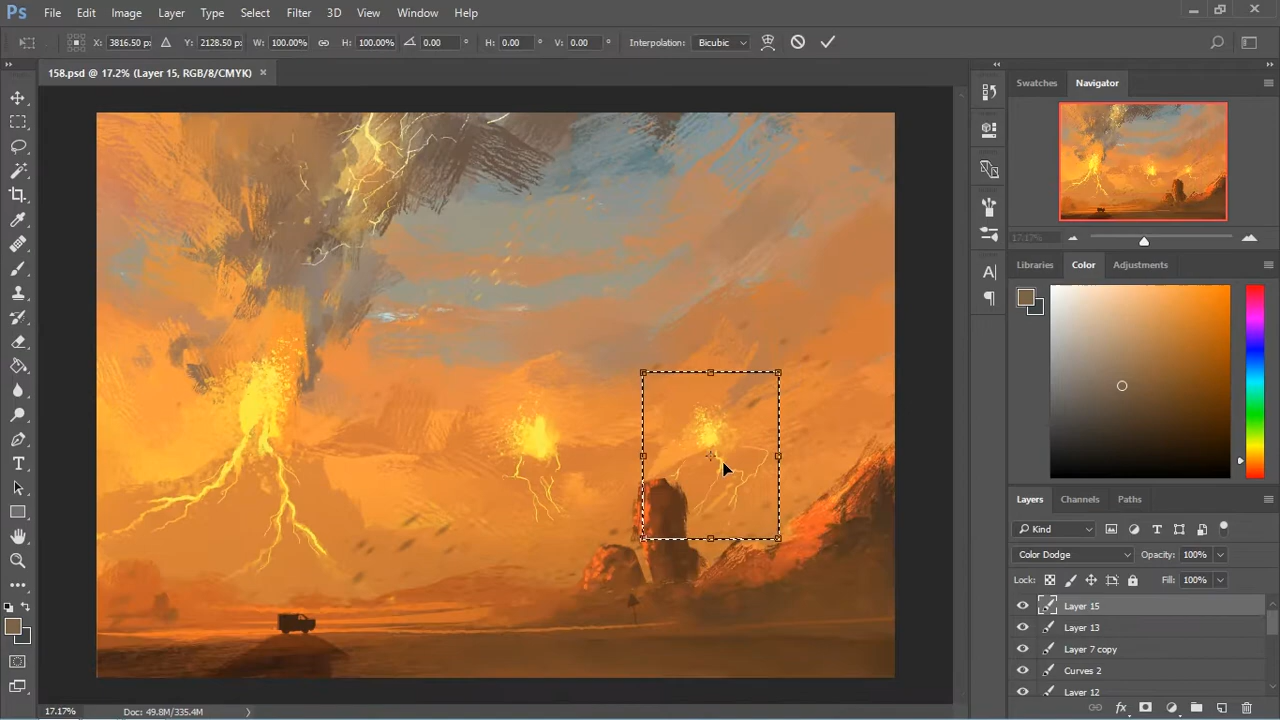 Ps File Edit Image Layer Type Select Filter 3D View Window Help
X: 3816.50 px Y: 2128.50 px W: 100.00% H: 100.00% 0.00 ° H: 0.00 ° V: 0.00 ° Interpolation: Bicubic
158.psd @ 17.2% (Layer 15, RGB/8/CMYK) ×
Swatches Navigator
17.17%
Libraries Color Adjustments
Layers Channels Paths
Kind
Color Dodge Opacity: 100%
Lock: Fill: 100%
Layer 15
Layer 13
Layer 7 copy
Curves 2
Layer 12
17.17% Doc: 49.8M/335.4M